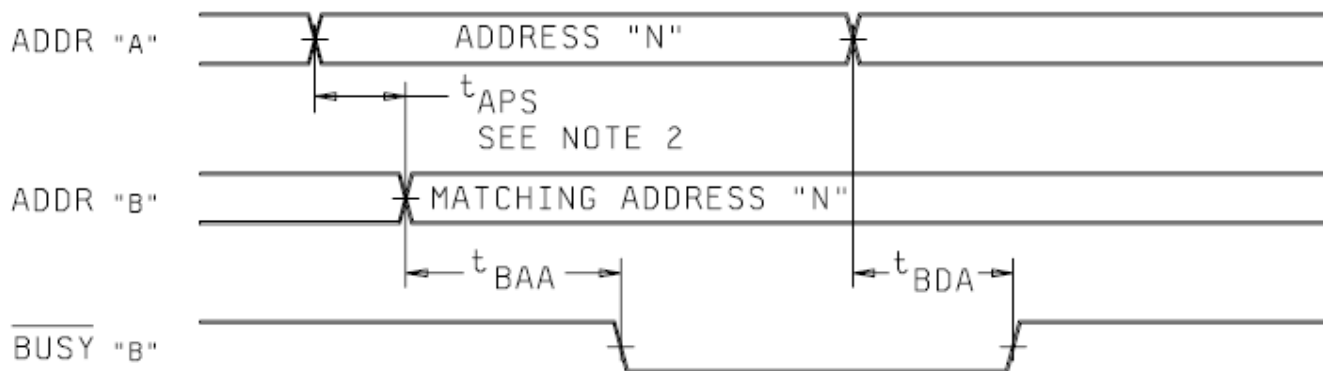 ADDR "A" ADDRESS "N"
tAPS
SEE NOTE 2
ADDR "B" MATCHING ADDRESS "N"
tBAA tBDA
BUSY "B"